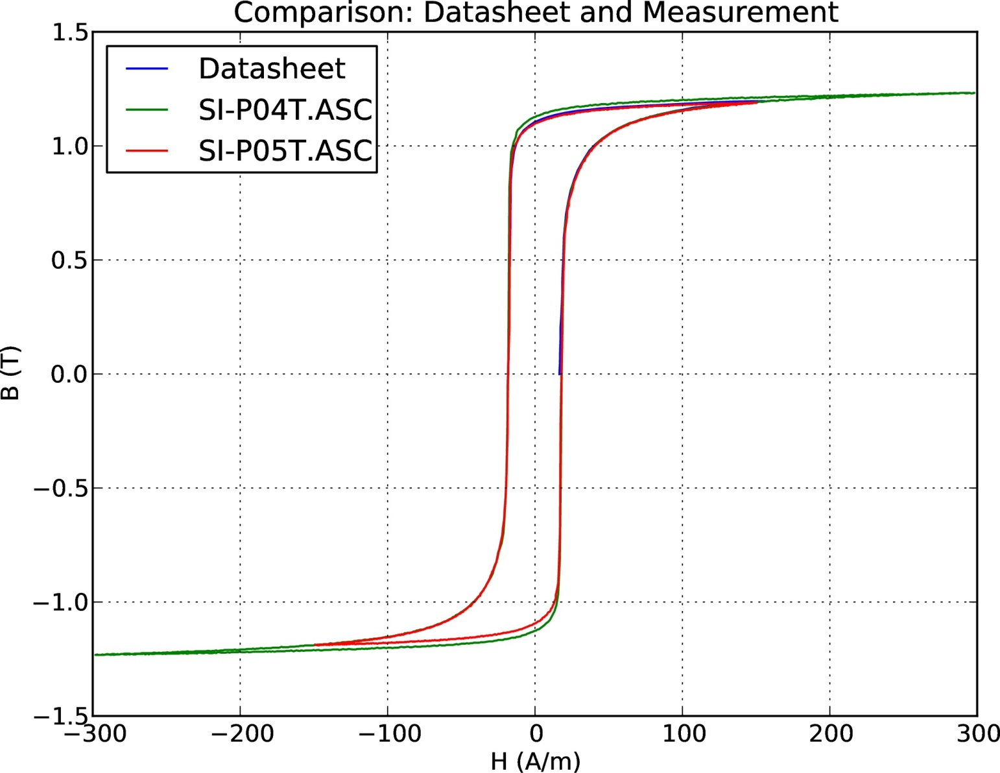 Comparison: Datasheet and Measurement
1.5
Datasheet
SI-P04T.ASC
SI-P05T.ASC
1.0
0.5
0.0
−0.5
−1.0
−1.5
B (T)
−300 −200 −100 0 100 200 300
H (A/m)